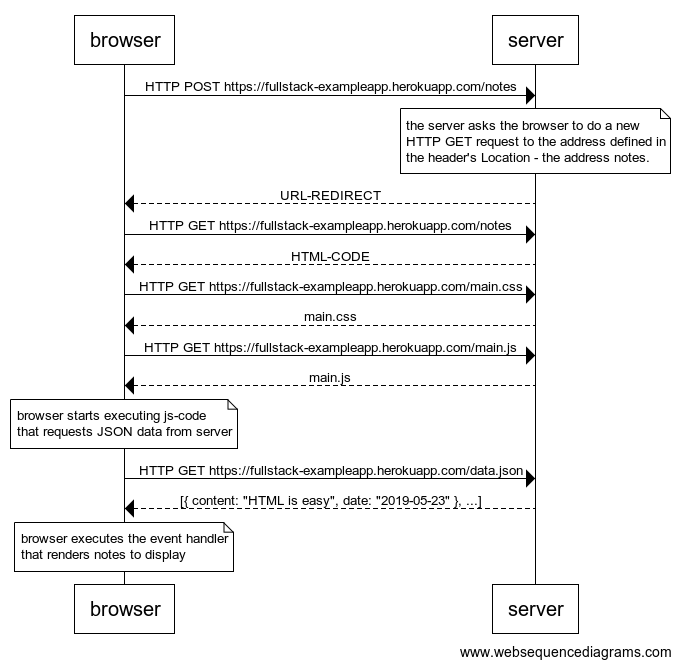 browser
server
HTTP POST https://fullstack-exampleapp.herokuapp.com/notes
the server asks the browser to do a new
HTTP GET request to the address defined in
the header's Location - the address notes.
URL-REDIRECT
HTTP GET https://fullstack-exampleapp.herokuapp.com/notes
HTML-CODE
HTTP GET https://fullstack-exampleapp.herokuapp.com/main.css
main.css
HTTP GET https://fullstack-exampleapp.herokuapp.com/main.js
main.js
browser starts executing js-code
that requests JSON data from server
HTTP GET https://fullstack-exampleapp.herokuapp.com/data.json
[{ content: "HTML is easy", date: "2019-05-23" }, ...]
browser executes the event handler
that renders notes to display
browser
server
www.websequencediagrams.com